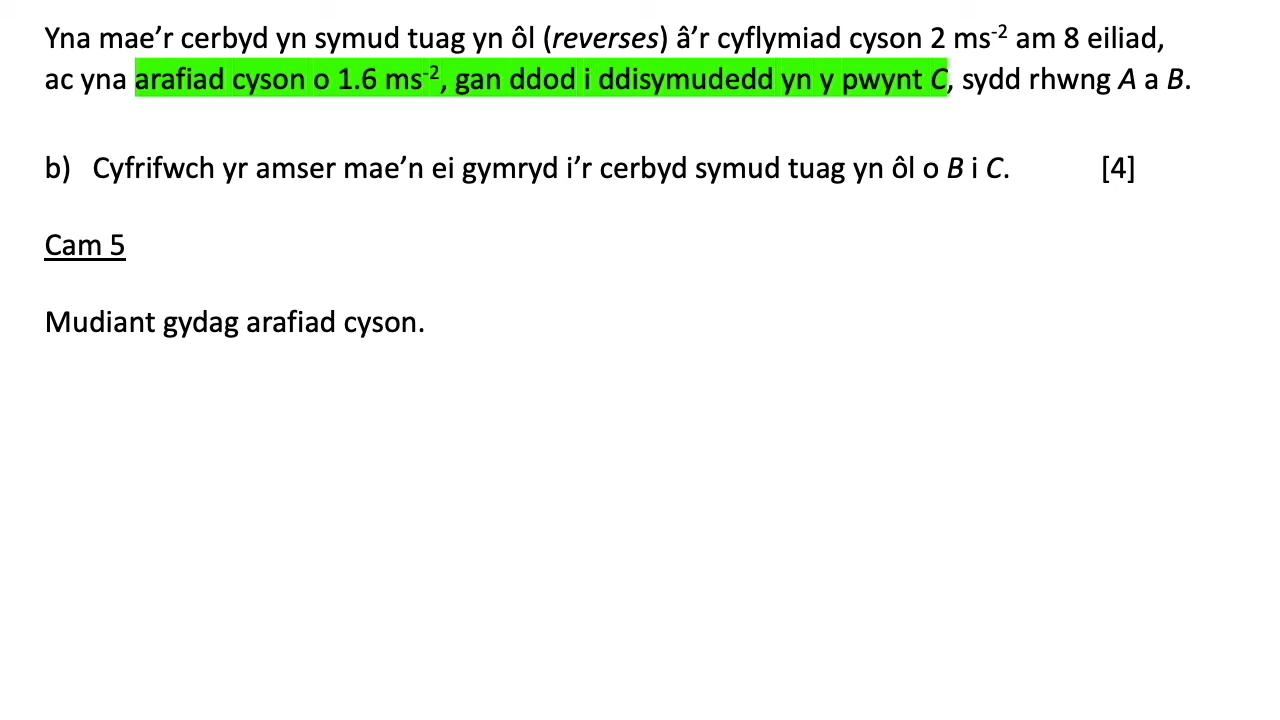 Yna mae’r cerbyd yn symud tuag yn ôl (reverses) â’r cyflymiad cyson 2 ms⁻² am 8 eiliad,
ac yna arafiad cyson o 1.6 ms⁻², gan ddod i ddisymudedd yn y pwynt C, sydd rhwng A a B.
b) Cyfrifwch yr amser mae’n ei gymryd i’r cerbyd symud tuag yn ôl o B i C. [4]
Cam 5
Mudiant gydag arafiad cyson.